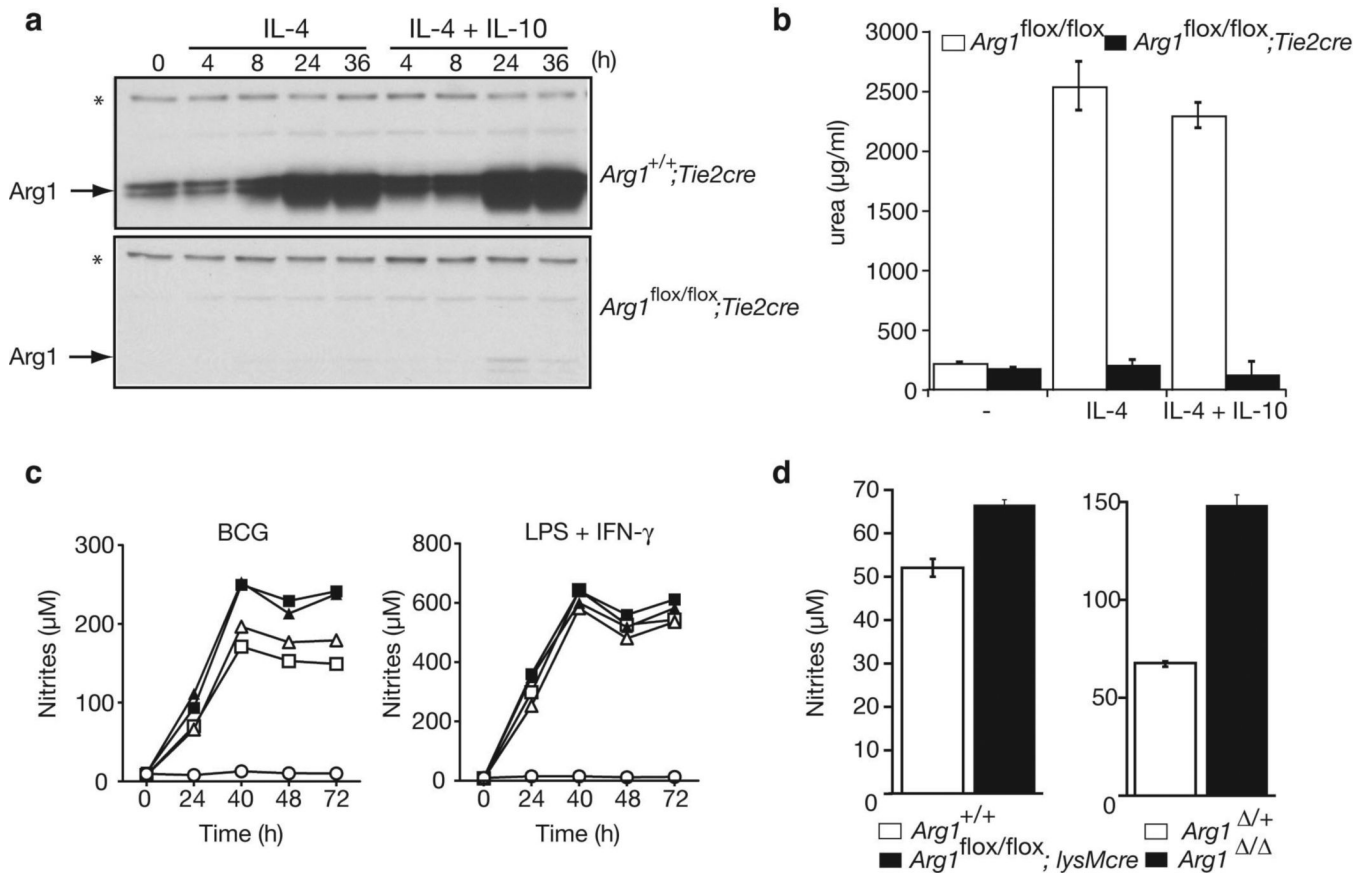 a
IL-4 IL-4 + IL-10
0 4 8 24 36 4 8 24 36 (h)
*
Arg1
Arg1+/+;Tie2cre
*
Arg1
Arg1flox/flox;Tie2cre
b
Arg1flox/flox Arg1flox/flox;Tie2cre
3000
2500
2000
1500
1000
500
0
urea (µg/ml)
- IL-4 IL-4 + IL-10
c
BCG
300
200
100
0
Nitrites (µM)
0 24 40 48 72
Time (h)
LPS + IFN-γ
800
600
400
200
0
Nitrites (µM)
0 24 40 48 72
Time (h)
d
70
60
50
40
30
20
10
0
Nitrites (µM)
Arg1+/+
Arg1flox/flox; lysMcre
150
100
50
0
Arg1 Δ/+
Arg1 Δ/Δ